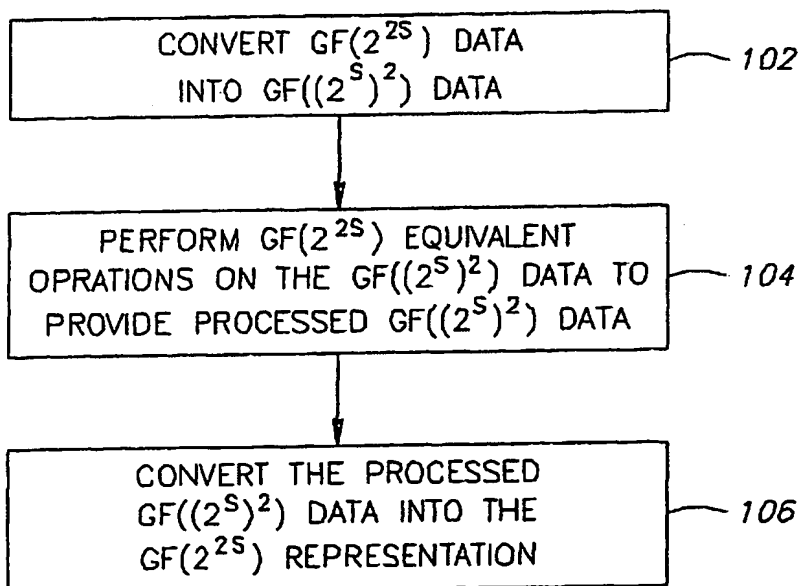 CONVERT GF(2^2S) DATA
INTO GF((2^S)^2) DATA
102
PERFORM GF(2^2S) EQUIVALENT
OPRATIONS ON THE GF((2^S)^2) DATA TO
PROVIDE PROCESSED GF((2^S)^2) DATA
104
CONVERT THE PROCESSED
GF((2^S)^2) DATA INTO THE
GF(2^2S) REPRESENTATION
106